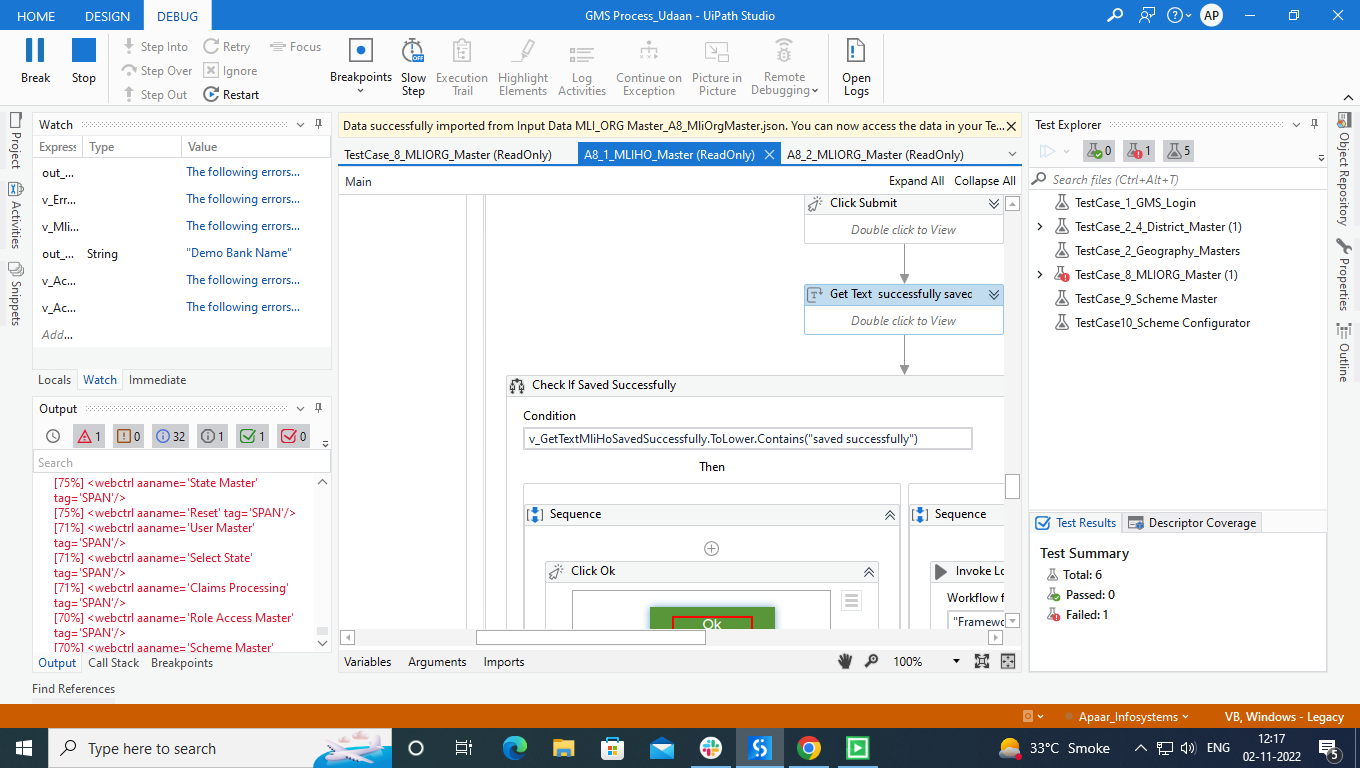 HOME DESIGN DEBUG GMS Process_Udaan - UiPath Studio AP
Break Stop Step Into Step Over Step Out Retry Ignore Restart Focus
Breakpoints Slow Step Execution Trail Highlight Elements Log Activities Continue on Exception Picture in Picture Remote Debugging Open Logs
Project
Activities
Snippets
Watch
Express Type Value
out_... The following errors...
v_Err... The following errors...
v_Mli... The following errors...
out_... String "Demo Bank Name"
v_Ac... The following errors...
v_Ac... The following errors...
Add...
Locals Watch Immediate
Output
1 0 32 1 1 0
Search
[75%] <webctrl aaname='State Master'
tag='SPAN'/>
[75%] <webctrl aaname='Reset' tag='SPAN'/>
[71%] <webctrl aaname='User Master'
tag='SPAN'/>
[71%] <webctrl aaname='Select State'
tag='SPAN'/>
[71%] <webctrl aaname='Claims Processing'
tag='SPAN'/>
[70%] <webctrl aaname='Role Access Master'
tag='SPAN'/>
[70%] <webctrl aaname='Scheme Master'
Output Call Stack Breakpoints
Find References
Data successfully imported from Input Data MLI_ORG Master_A8_MliOrgMaster.json. You can now access the data in your Te...
TestCase_8_MLIORG_Master (ReadOnly) A8_1_MLIHO_Master (ReadOnly) A8_2_MLIORG_Master (ReadOnly)
Main Expand All Collapse All
Click Submit
Double click to View
Get Text successfully saved
Double click to View
Check If Saved Successfully
Condition
v_GetTextMliHoSavedSuccessfully.ToLower.Contains("saved successfully")
Then
Sequence Sequence
Click Ok Invoke Lo
Workflow f
Ok "Framewo
Variables Arguments Imports 100%
Test Explorer
0 1 5
Search files (Ctrl+Alt+T)
TestCase_1_GMS_Login
TestCase_2_4_District_Master (1)
TestCase_2_Geography_Masters
TestCase_8_MLIORG_Master (1)
TestCase_9_Scheme Master
TestCase10_Scheme Configurator
Test Results Descriptor Coverage
Test Summary
Total: 6
Passed: 0
Failed: 1
Object Repository
Properties
Outline
Apaar_Infosystems VB, Windows - Legacy
Type here to search 33°C Smoke ENG 12:17
02-11-2022 5